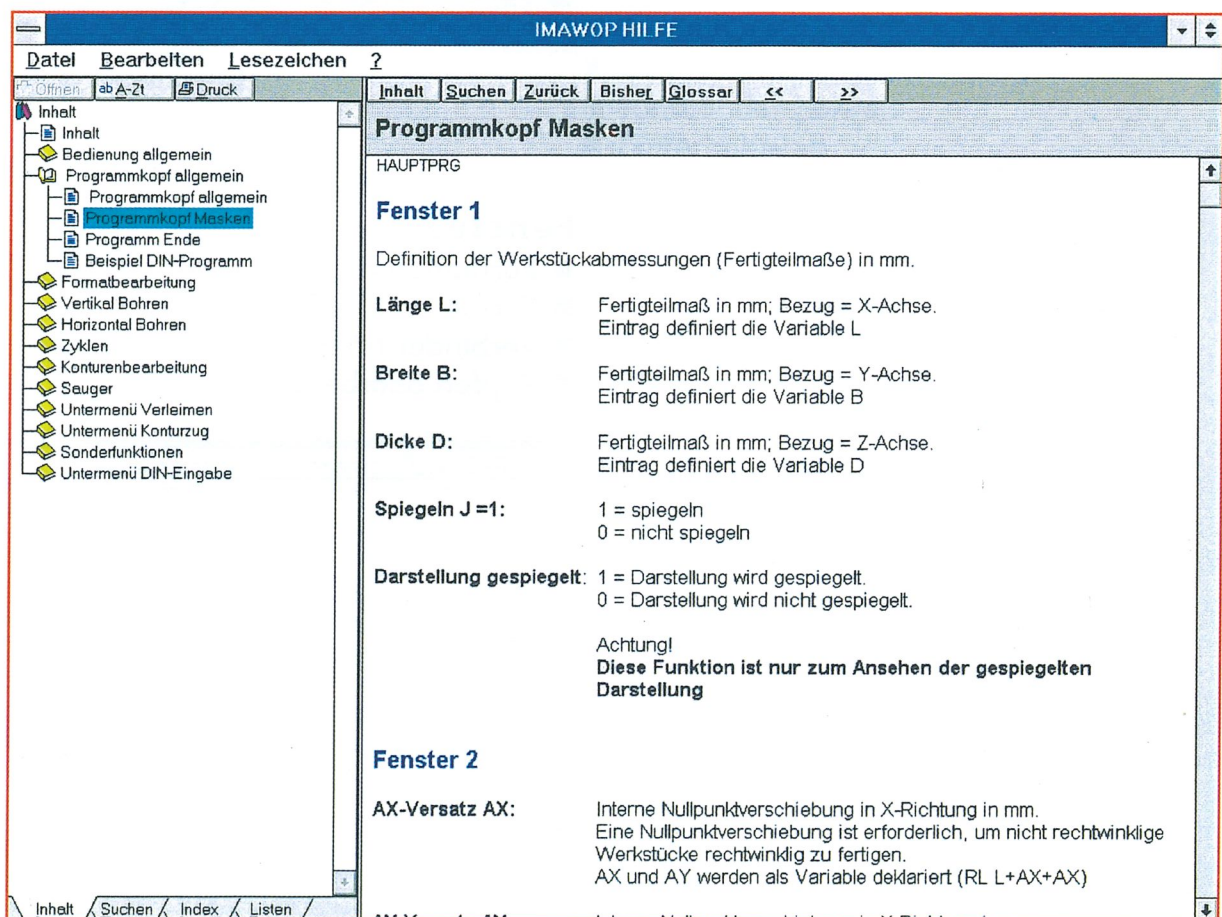 IMAWOP HILFE
Datei Bearbeiten Lesezeichen ?
Öffnen ab A-Zt Druck
Inhalt Suchen Zurück Bisher Glossar << >>
Inhalt
Inhalt
Bedienung allgemein
Programmkopf allgemein
Programmkopf allgemein
Programmkopf Masken
Programm Ende
Beispiel DIN-Programm
Formatbearbeitung
Vertikal Bohren
Horizontal Bohren
Zyklen
Konturenbearbeitung
Sauger
Untermenü Verleimen
Untermenü Konturzug
Sonderfunktionen
Untermenü DIN-Eingabe
Inhalt Suchen Index Listen
Programmkopf Masken
HAUPTPRG
Fenster 1
Definition der Werkstückabmessungen (Fertigteilmaße) in mm.
Länge L: Fertigteilmaß in mm; Bezug = X-Achse.
Eintrag definiert die Variable L
Breite B: Fertigteilmaß in mm; Bezug = Y-Achse.
Eintrag definiert die Variable B
Dicke D: Fertigteilmaß in mm; Bezug = Z-Achse.
Eintrag definiert die Variable D
Spiegeln J =1: 1 = spiegeln
0 = nicht spiegeln
Darstellung gespiegelt: 1 = Darstellung wird gespiegelt.
0 = Darstellung wird nicht gespiegelt.
Achtung!
Diese Funktion ist nur zum Ansehen der gespiegelten
Darstellung
Fenster 2
AX-Versatz AX: Interne Nullpunktverschiebung in X-Richtung in mm.
Eine Nullpunktverschiebung ist erforderlich, um nicht rechtwinklige
Werkstücke rechtwinklig zu fertigen.
AX und AY werden als Variable deklariert (RL L+AX+AX)